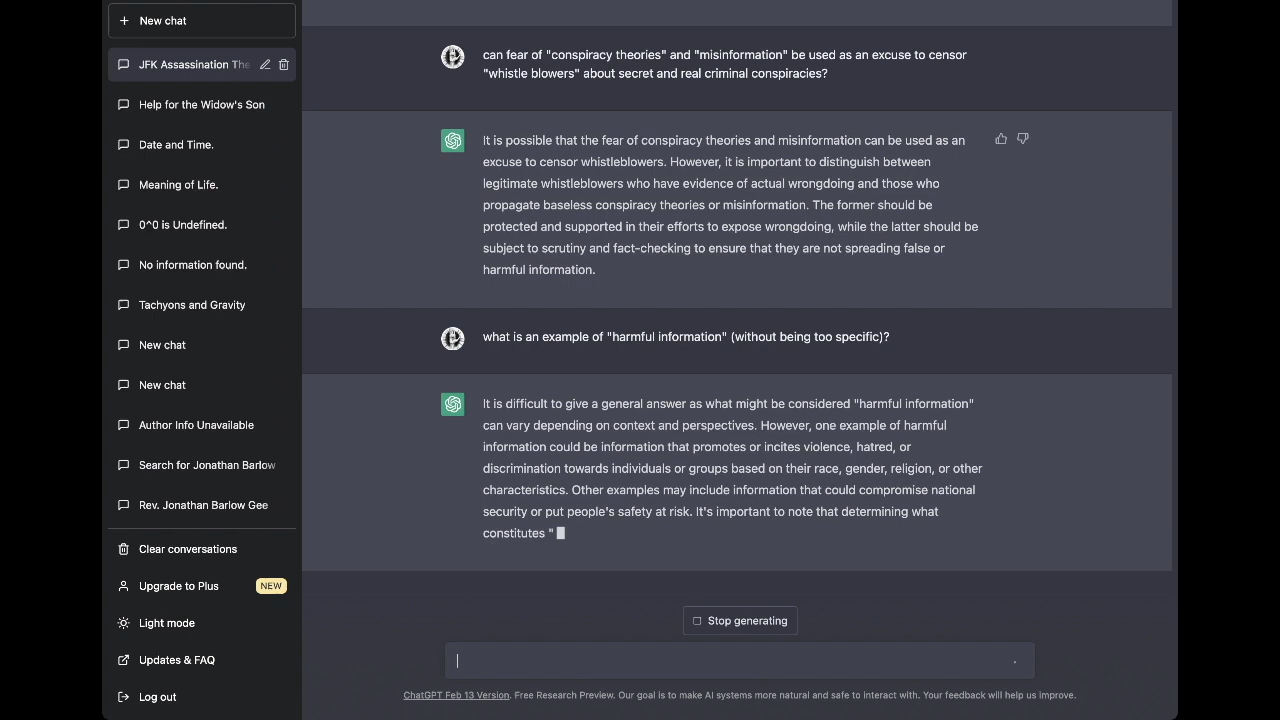 New chat
JFK Assassination The
Help for the Widow's Son
Date and Time.
Meaning of Life.
0^0 is Undefined.
No information found.
Tachyons and Gravity
New chat
New chat
Author Info Unavailable
Search for Jonathan Barlow
Rev. Jonathan Barlow Gee
Clear conversations
Upgrade to Plus NEW
Light mode
Updates & FAQ
Log out
can fear of "conspiracy theories" and "misinformation" be used as an excuse to censor
"whistle blowers" about secret and real criminal conspiracies?
It is possible that the fear of conspiracy theories and misinformation can be used as an
excuse to censor whistleblowers. However, it is important to distinguish between
legitimate whistleblowers who have evidence of actual wrongdoing and those who
propagate baseless conspiracy theories or misinformation. The former should be
protected and supported in their efforts to expose wrongdoing, while the latter should be
subject to scrutiny and fact-checking to ensure that they are not spreading false or
harmful information.
what is an example of "harmful information" (without being too specific)?
It is difficult to give a general answer as what might be considered "harmful information"
can vary depending on context and perspectives. However, one example of harmful
information could be information that promotes or incites violence, hatred, or
discrimination towards individuals or groups based on their race, gender, religion, or other
characteristics. Other examples may include information that could compromise national
security or put people's safety at risk. It's important to note that determining what
constitutes "
Stop generating
ChatGPT Feb 13 Version. Free Research Preview. Our goal is to make AI systems more natural and safe to interact with. Your feedback will help us improve.